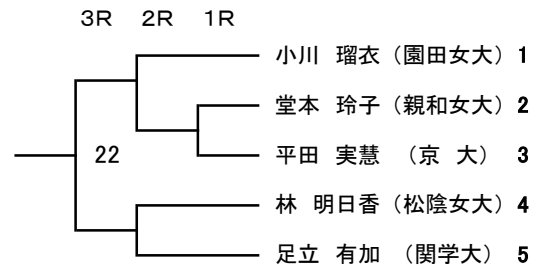 3R 2R 1R
小川 瑠衣（園田女大）1
堂本 玲子（親和女大）2
22
平田 実慧 （京 大） 3
林 明日香（松陰女大）4
足立 有加 （関学大） 5